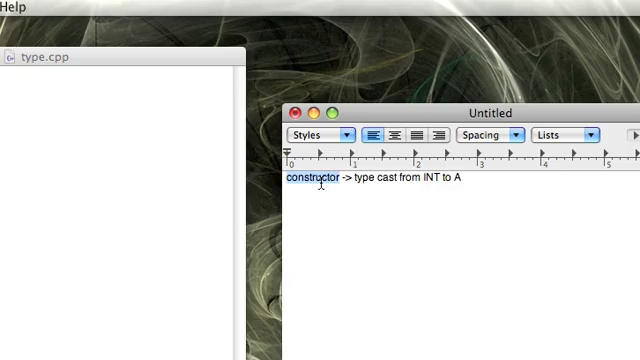 Help
type.cpp
Untitled
Styles
Spacing
Lists
0 1 2 3 4 5
constructor -> type cast from INT to A